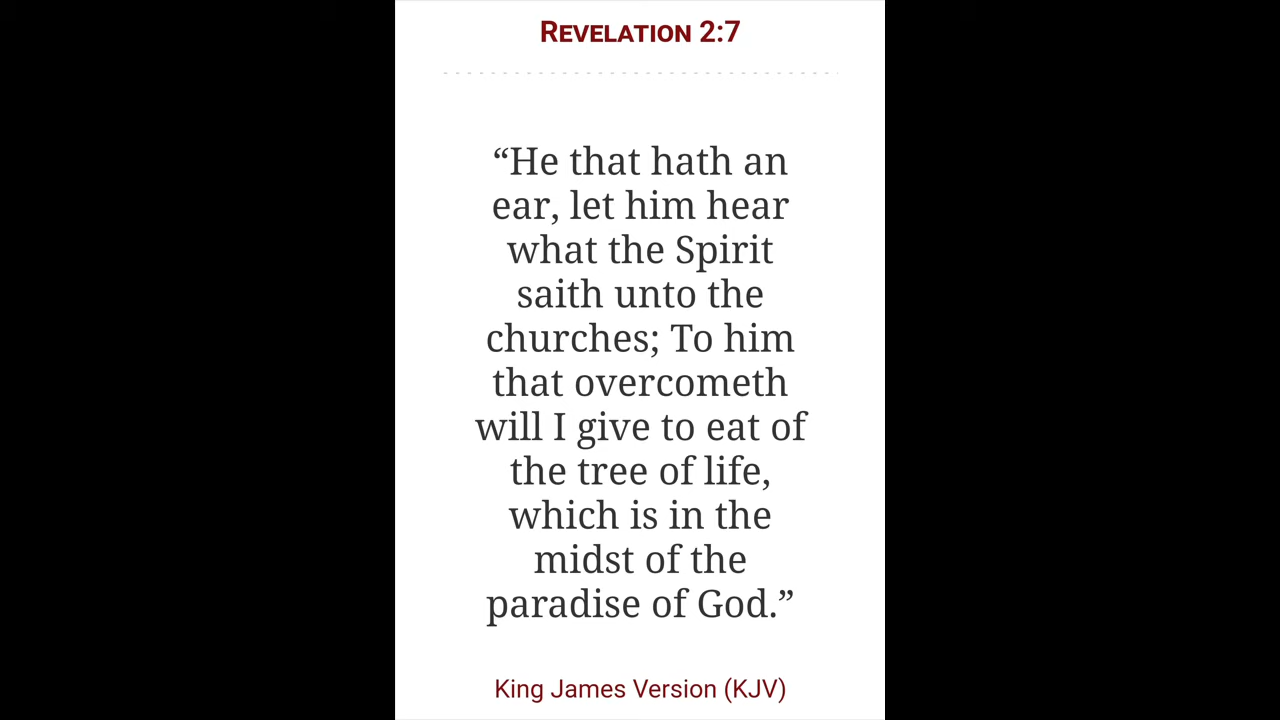 Revelation 2:7
“He that hath an
ear, let him hear
what the Spirit
saith unto the
churches; To him
that overcometh
will I give to eat of
the tree of life,
which is in the
midst of the
paradise of God.”
King James Version (KJV)